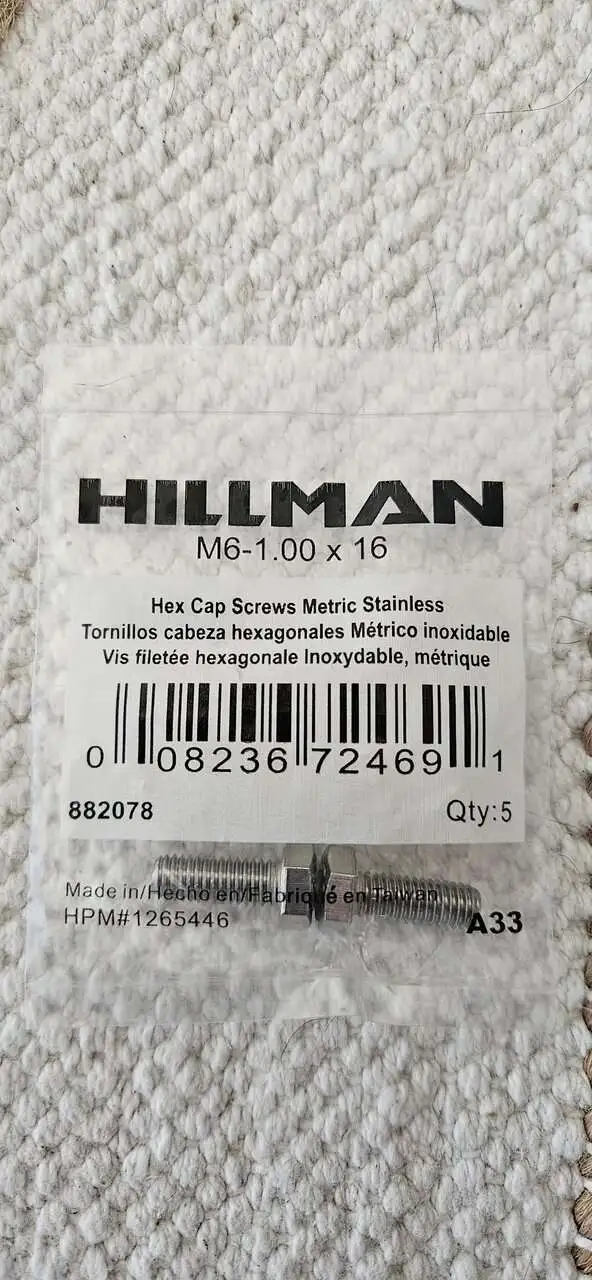 HILLMAN
M6-1.00 x 16
Hex Cap Screws Metric Stainless
Tornillos cabeza hexagonales Métrico inoxidable
Vis filetée hexagonale Inoxydable, métrique
0 08236 72469 1
882078 Qty:5
Made in/Hecho en/Fabriqué en Taiwan
HPM#1265446 A33